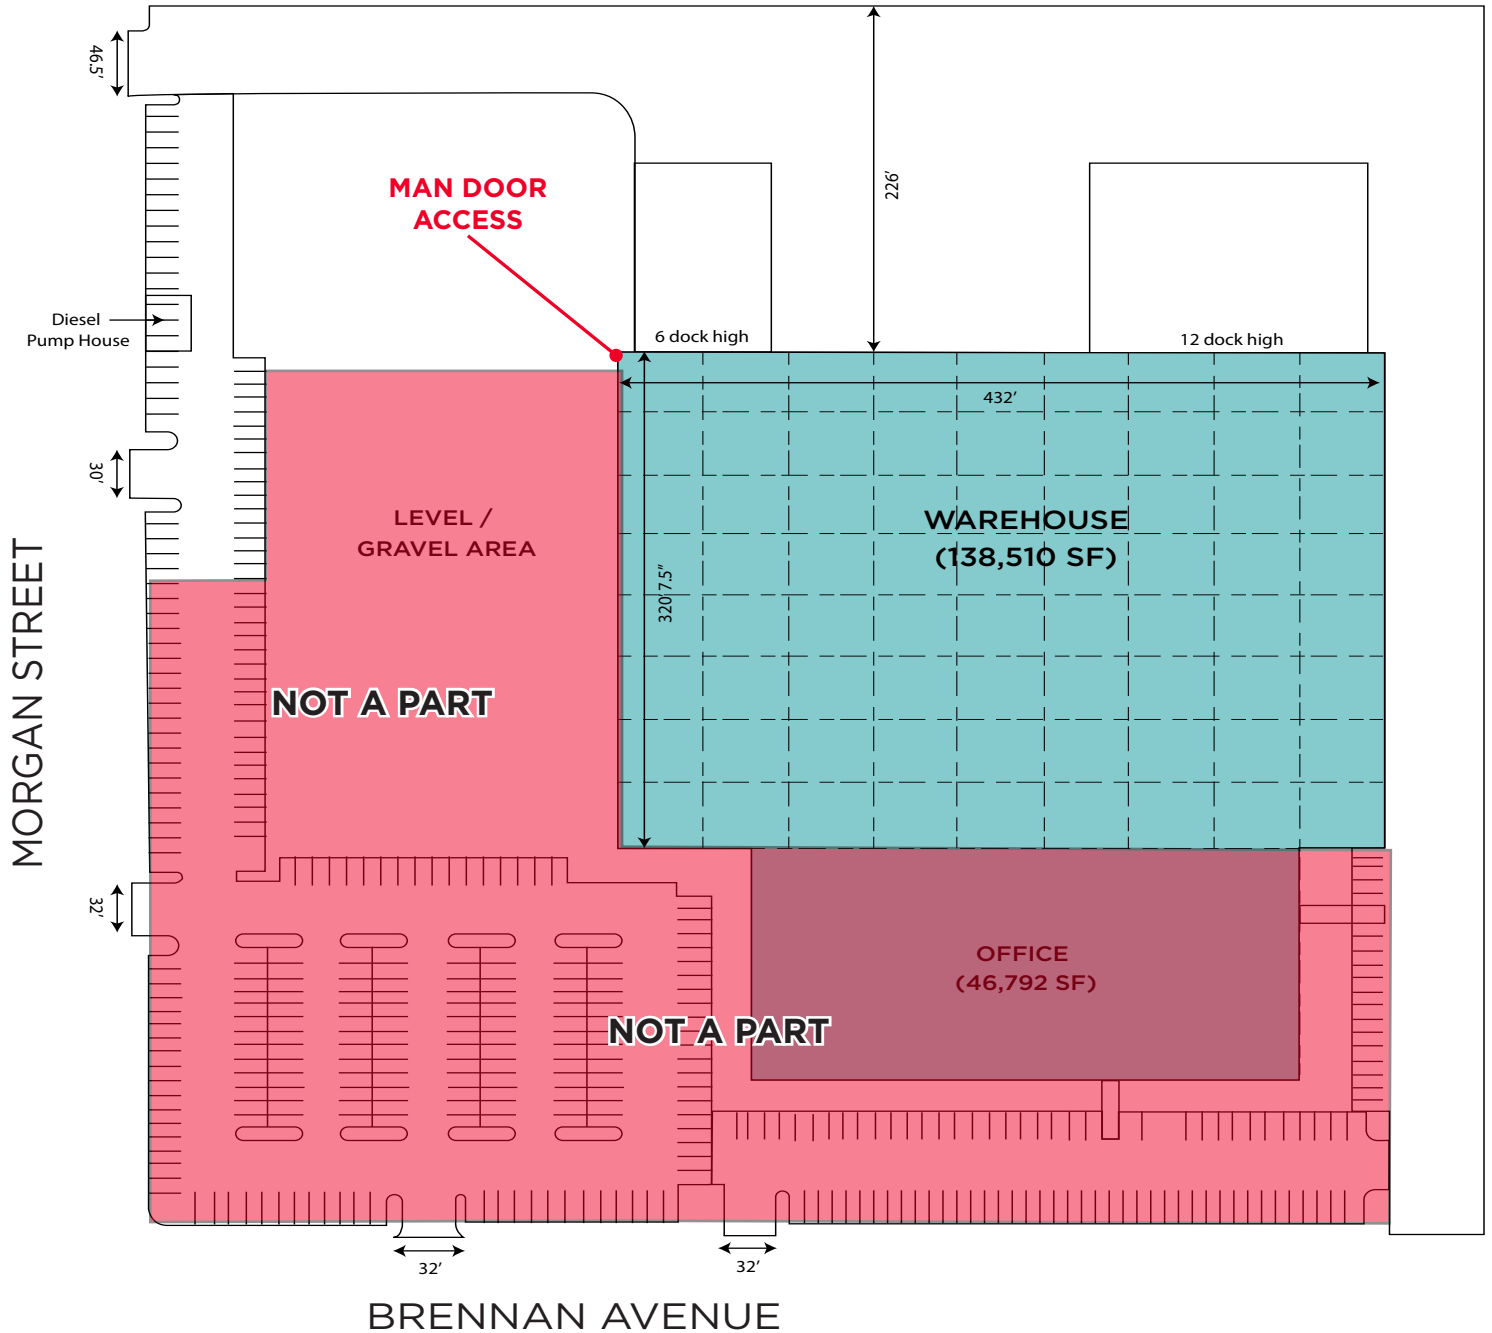 46.5′
MAN DOOR
ACCESS
226′
Diesel
Pump House
6 dock high
12 dock high
432′
30′
LEVEL /
GRAVEL AREA
WAREHOUSE
(138,510 SF)
320′7.5″
MORGAN STREET
NOT A PART
32′
OFFICE
(46,792 SF)
NOT A PART
32′
32′
BRENNAN AVENUE